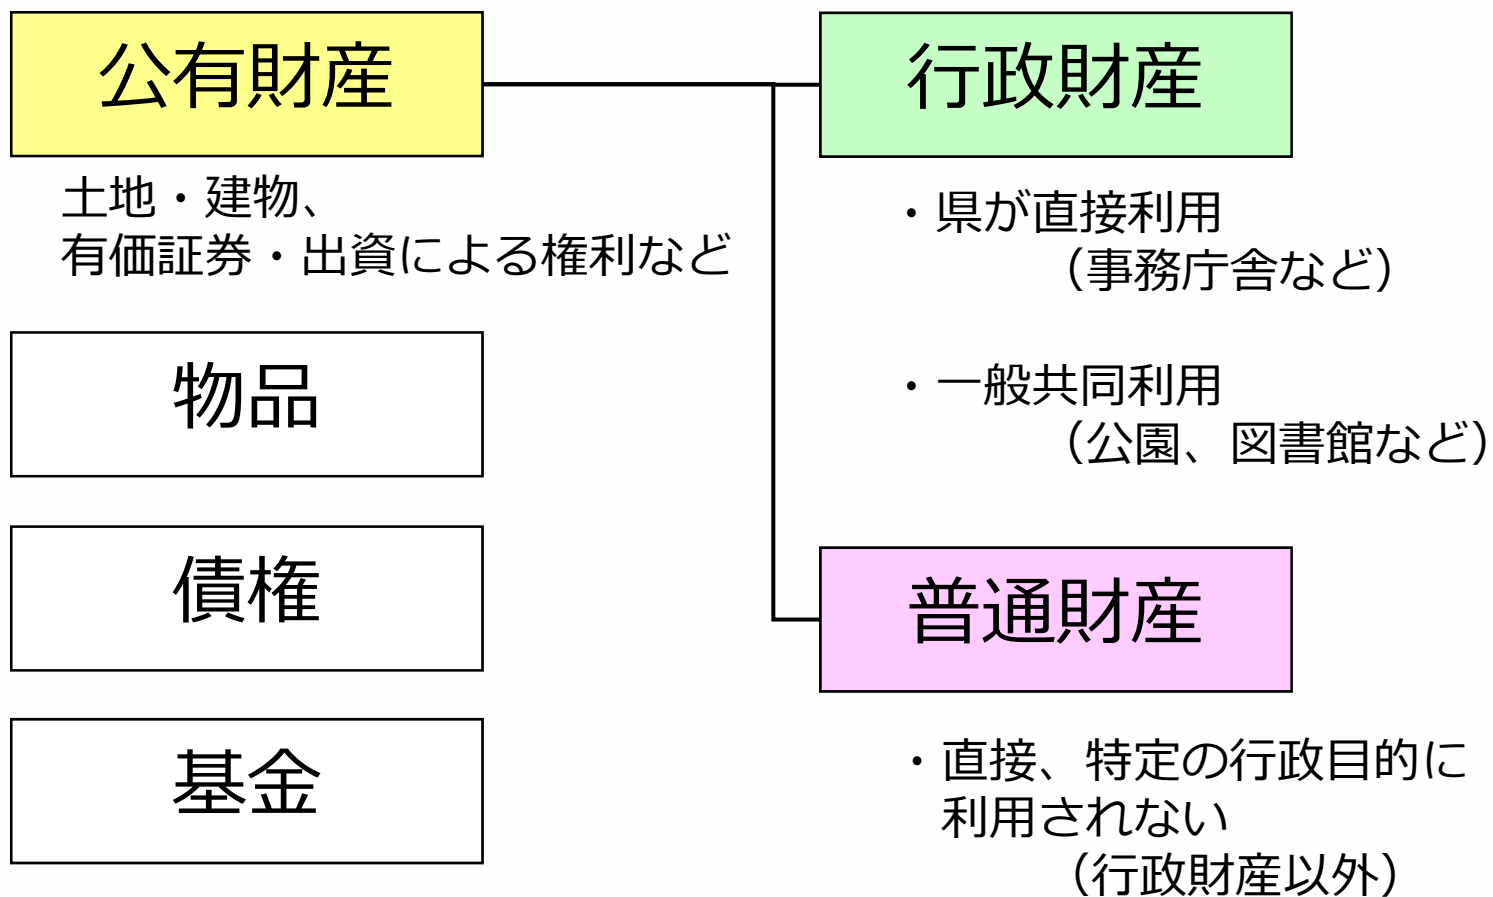 公有財産
土地・建物、
有価証券・出資による権利など
物品
債権
基金
行政財産
・県が直接利用
（事務庁舎など）
・一般共同利用
（公園、図書館など）
普通財産
・直接、特定の行政目的に
利用されない
（行政財産以外）